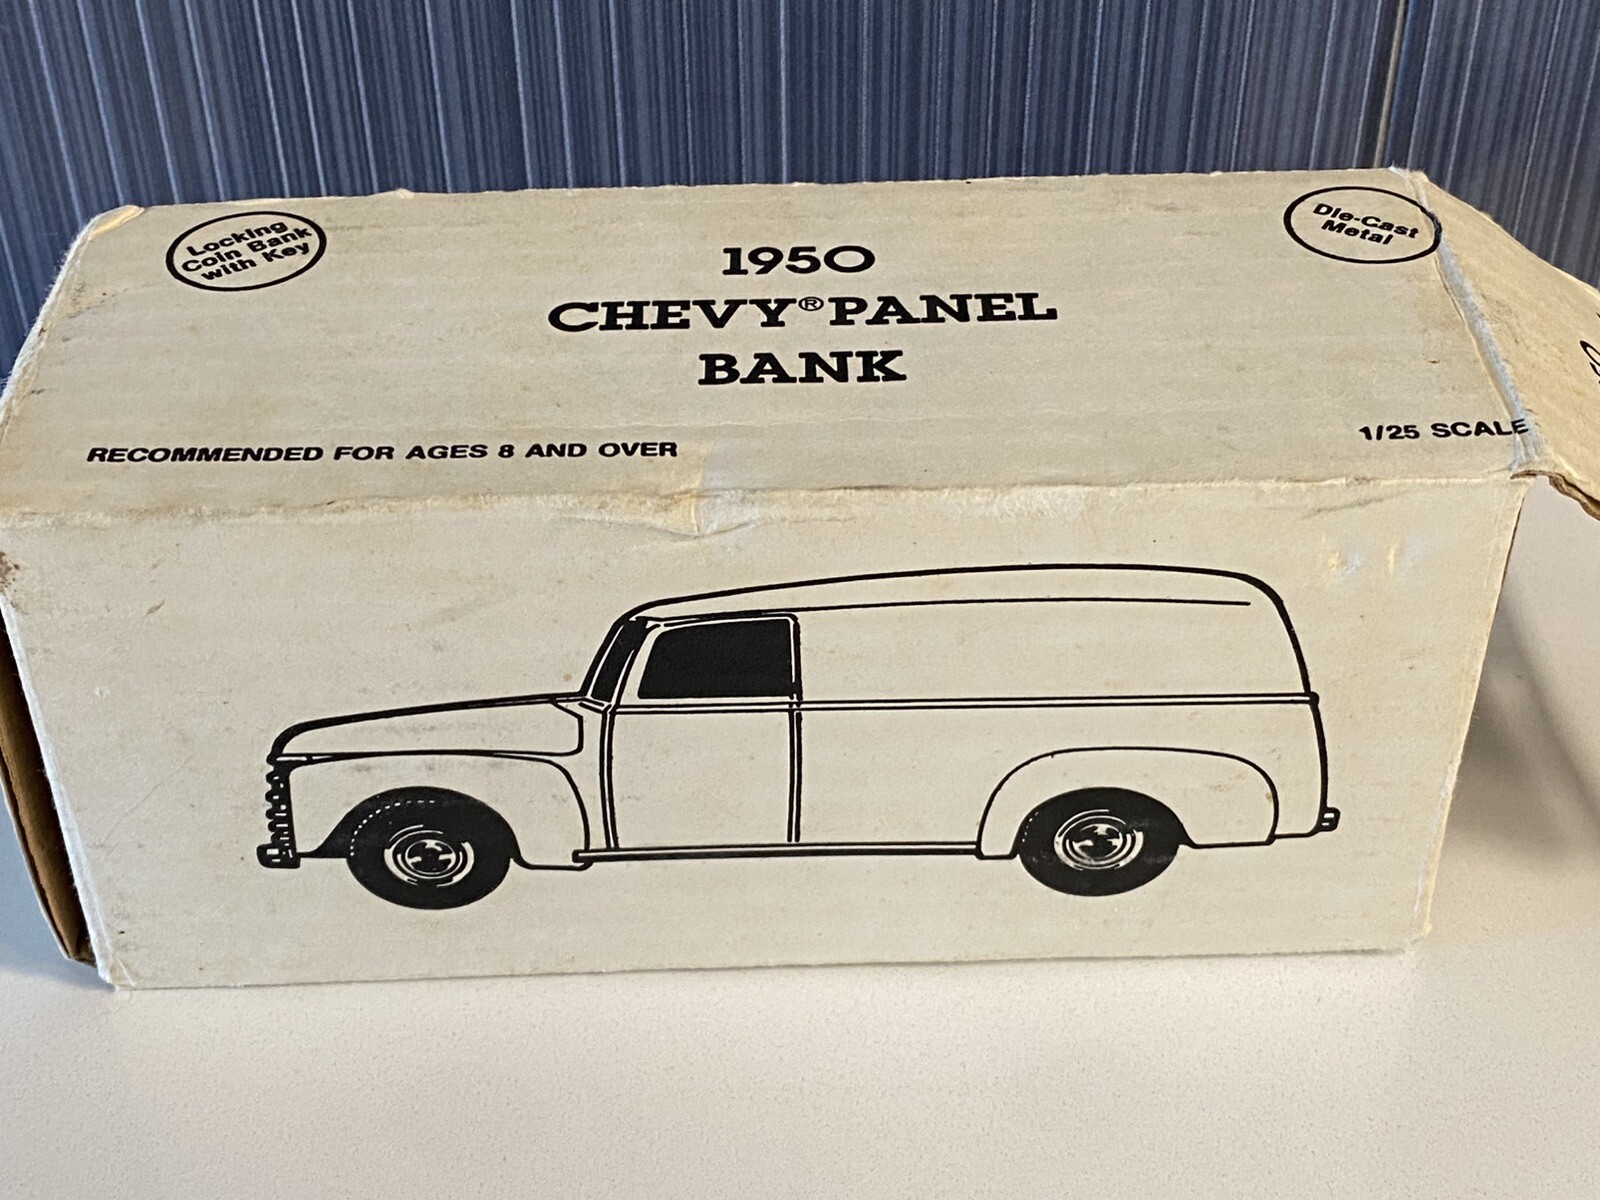 Locking
Coin Bank
with Key
Die-Cast
Metal
1950
CHEVY® PANEL
BANK
RECOMMENDED FOR AGES 8 AND OVER
1/25 SCALE